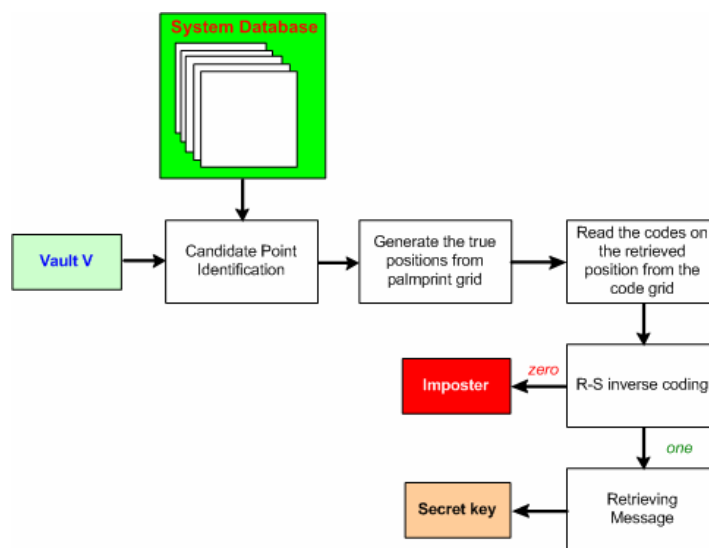 System Database
Vault V
Candidate Point
Identification
Generate the true
positions from
palmprint grid
Read the codes on
the retrieved
position from the
code grid
Imposter
zero
R-S inverse coding
one
Secret key
Retrieving
Message